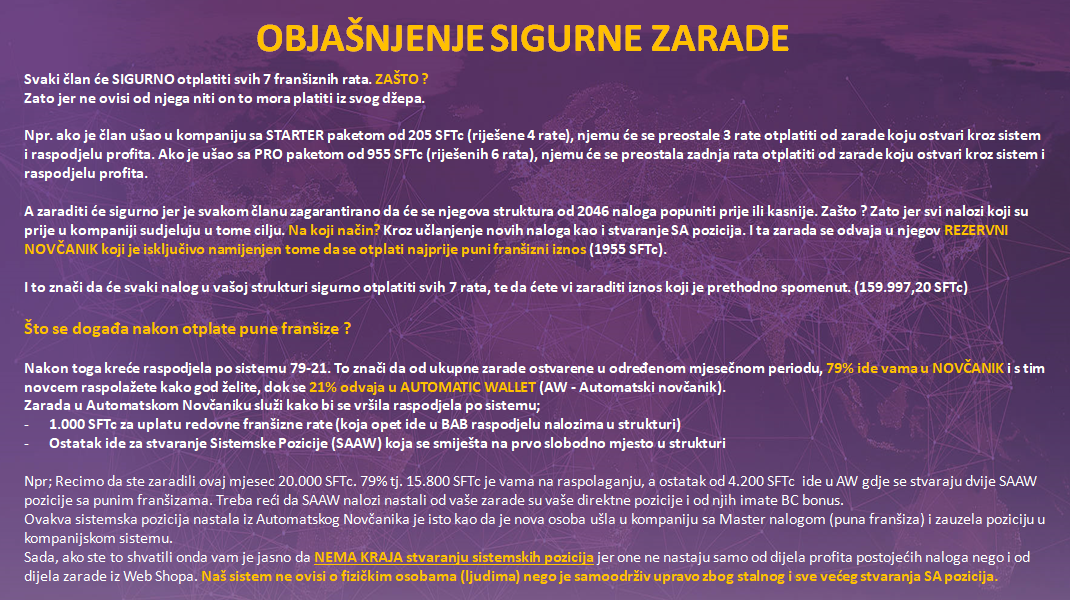 OBJAŠNJENJE SIGURNE ZARADE
Svaki član će SIGURNO otplatiti svih 7 franšiznih rata. ZAŠTO ?
Zato jer ne ovisi od njega niti on to mora platiti iz svog džepa.
Npr. ako je član ušao u kompaniju sa STARTER paketom od 205 SFTc (riješene 4 rate), njemu će se preostale 3 rate otplatiti od zarade koju ostvari kroz sistem
i raspodjelu profita. Ako je ušao sa PRO paketom od 955 SFTc (riješenih 6 rata), njemu će se preostala zadnja rata otplatiti od zarade koju ostvari kroz sistem i
raspodjelu profita.
A zaraditi će sigurno jer je svakom članu zagarantirano da će se njegova struktura od 2046 naloga popuniti prije ili kasnije. Zašto ? Zato jer svi nalozi koji su
prije u kompaniji sudjeluju u tome cilju. Na koji način? Kroz učlanjenje novih naloga kao i stvaranje SA pozicija. I ta zarada se odvaja u njegov REZERVNI
NOVČANIK koji je isključivo namijenjen tome da se otplati najprije puni franšizni iznos (1955 SFTc).
I to znači da će svaki nalog u vašoj strukturi sigurno otplatiti svih 7 rata, te da ćete vi zaraditi iznos koji je prethodno spomenut. (159.997,20 SFTc)
Što se događa nakon otplate pune franšize ?
Nakon toga kreće raspodjela po sistemu 79-21. To znači da od ukupne zarade ostvarene u određenom mjesečnom periodu, 79% ide vama u NOVČANIK i s tim
novcem raspolažete kako god želite, dok se 21% odvaja u AUTOMATIC WALLET (AW - Automatski novčanik).
Zarada u Automatskom Novčaniku služi kako bi se vršila raspodjela po sistemu;
- 1.000 SFTc za uplatu redovne franšizne rate (koja opet ide u BAB raspodjelu nalozima u strukturi)
- Ostatak ide za stvaranje Sistemske Pozicije (SAAW) koja se smiješta na prvo slobodno mjesto u strukturi
Npr; Recimo da ste zaradili ovaj mjesec 20.000 SFTc. 79% tj. 15.800 SFTc je vama na raspolaganju, a ostatak od 4.200 SFTc ide u AW gdje se stvaraju dvije SAAW
pozicije sa punim franšizama. Treba reći da SAAW nalozi nastali od vaše zarade su vaše direktne pozicije i od njih imate BC bonus.
Ovakva sistemska pozicija nastala iz Automatskog Novčanika je isto kao da je nova osoba ušla u kompaniju sa Master nalogom (puna franšiza) i zauzela poziciju u
kompanijskom sistemu.
Sada, ako ste to shvatili onda vam je jasno da NEMA KRAJA stvaranju sistemskih pozicija jer one ne nastaju samo od dijela profita postojećih naloga nego i od
dijela zarade iz Web Shopa. Naš sistem ne ovisi o fizičkim osobama (ljudima) nego je samoodrživ upravo zbog stalnog i sve većeg stvaranja SA pozicija.